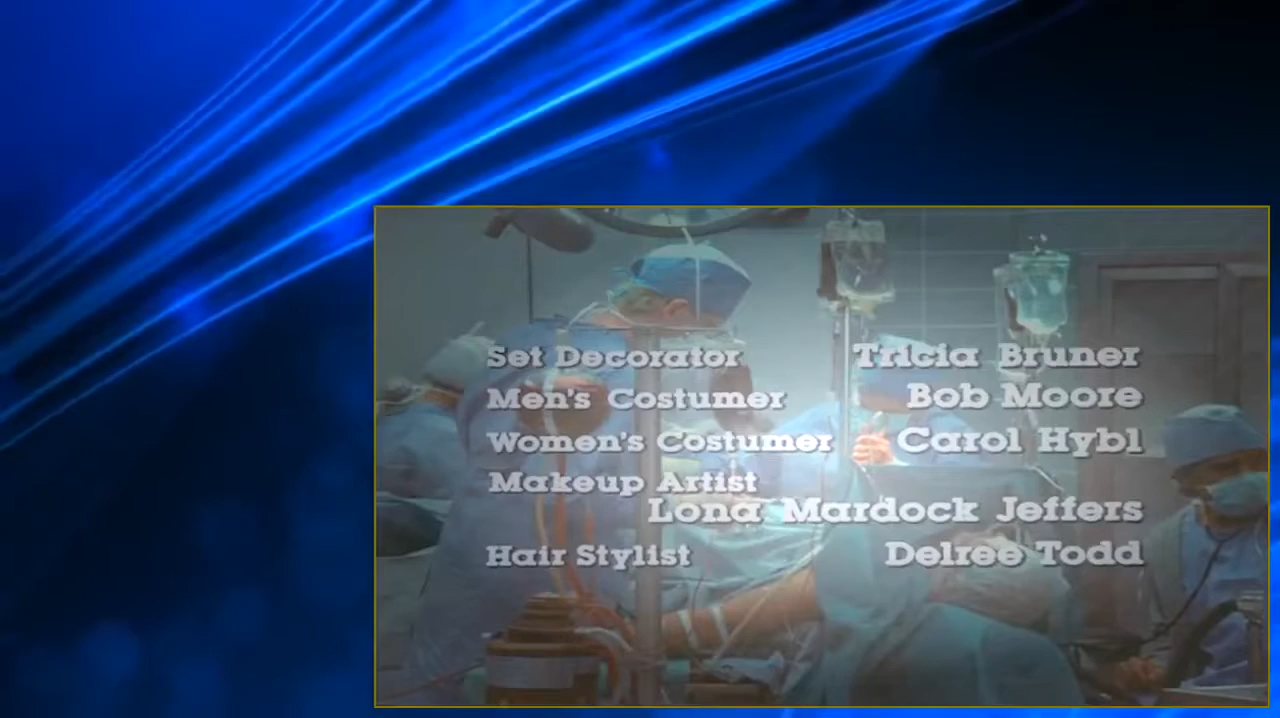 Set Decorator Tricia Bruner
Men's Costumer Bob Moore
Women's Costumer Carol Hybl
Makeup Artist
Lona Mardock Jeffers
Hair Stylist Delree Todd